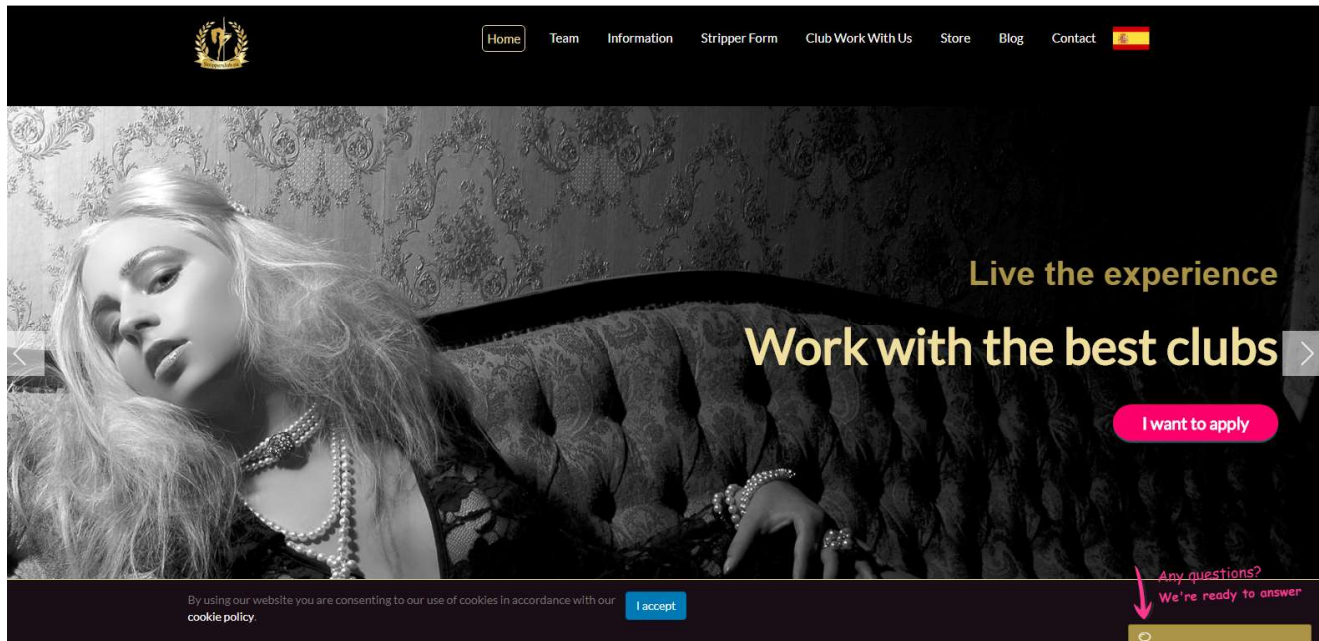 Home
Team
Information
Stripper Form
Club Work With Us
Store
Blog
Contact
Live the experience
Work with the best clubs
I want to apply
Any questions?
We're ready to answer
By using our website you are consenting to our use of cookies in accordance with our
cookie policy.
I accept